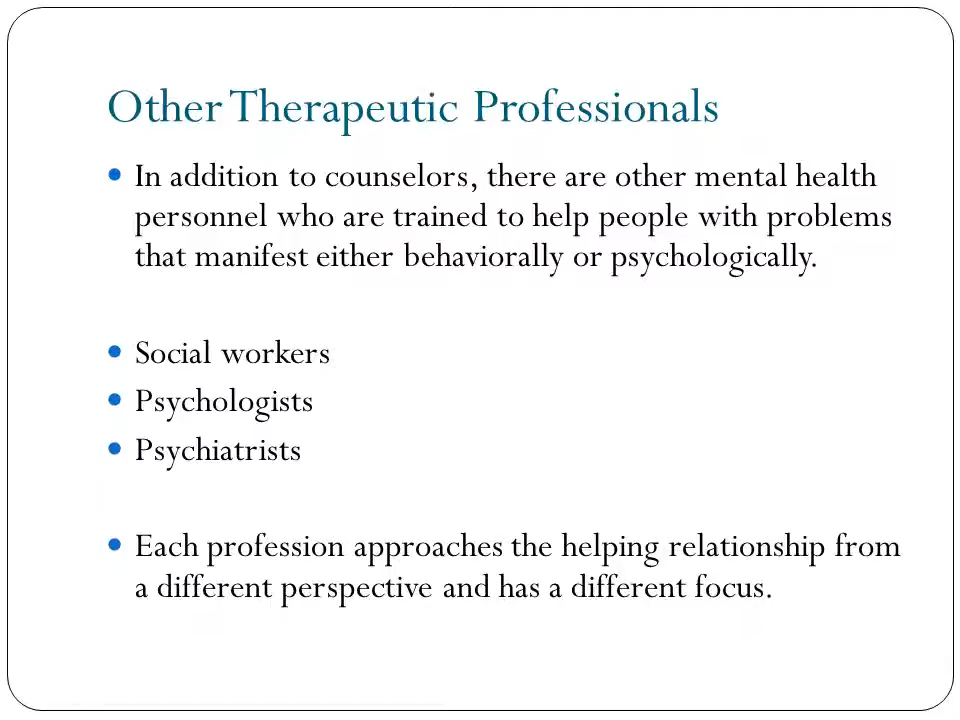 Other Therapeutic Professionals
In addition to counselors, there are other mental health
personnel who are trained to help people with problems
that manifest either behaviorally or psychologically.
Social workers
Psychologists
Psychiatrists
Each profession approaches the helping relationship from
a different perspective and has a different focus.